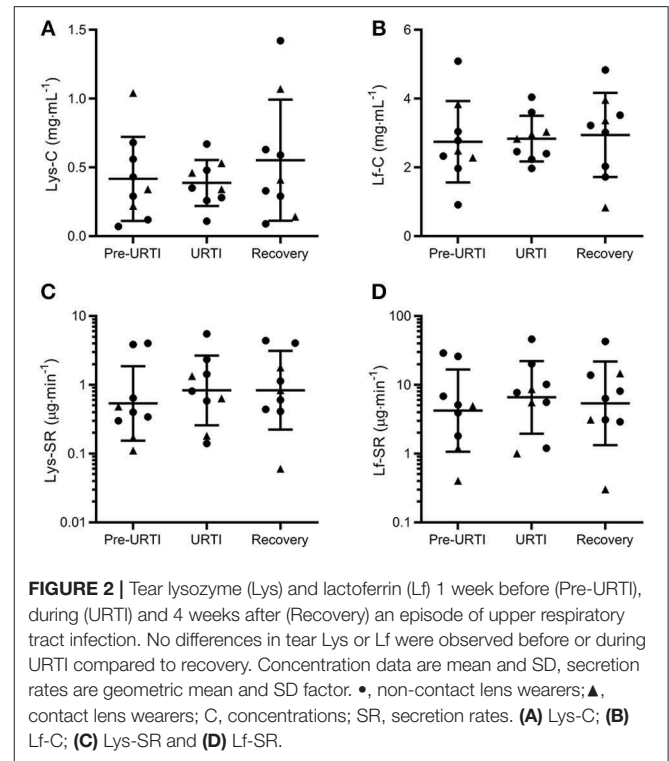 A
Lys-C (mg·mL⁻¹)
1.5
1.0
0.5
0.0
Pre-URTI URTI Recovery
B
Lf-C (mg·mL⁻¹)
6
4
2
0
Pre-URTI URTI Recovery
C
Lys-SR (µg·min⁻¹)
10
1
0.1
0.01
Pre-URTI URTI Recovery
D
Lf-SR (µg·min⁻¹)
100
10
1
0.1
Pre-URTI URTI Recovery
FIGURE 2 | Tear lysozyme (Lys) and lactoferrin (Lf) 1 week before (Pre-URTI),
during (URTI) and 4 weeks after (Recovery) an episode of upper respiratory
tract infection. No differences in tear Lys or Lf were observed before or during
URTI compared to recovery. Concentration data are mean and SD, secretion
rates are geometric mean and SD factor. •, non-contact lens wearers; ▲,
contact lens wearers; C, concentrations; SR, secretion rates. (A) Lys-C; (B)
Lf-C; (C) Lys-SR and (D) Lf-SR.